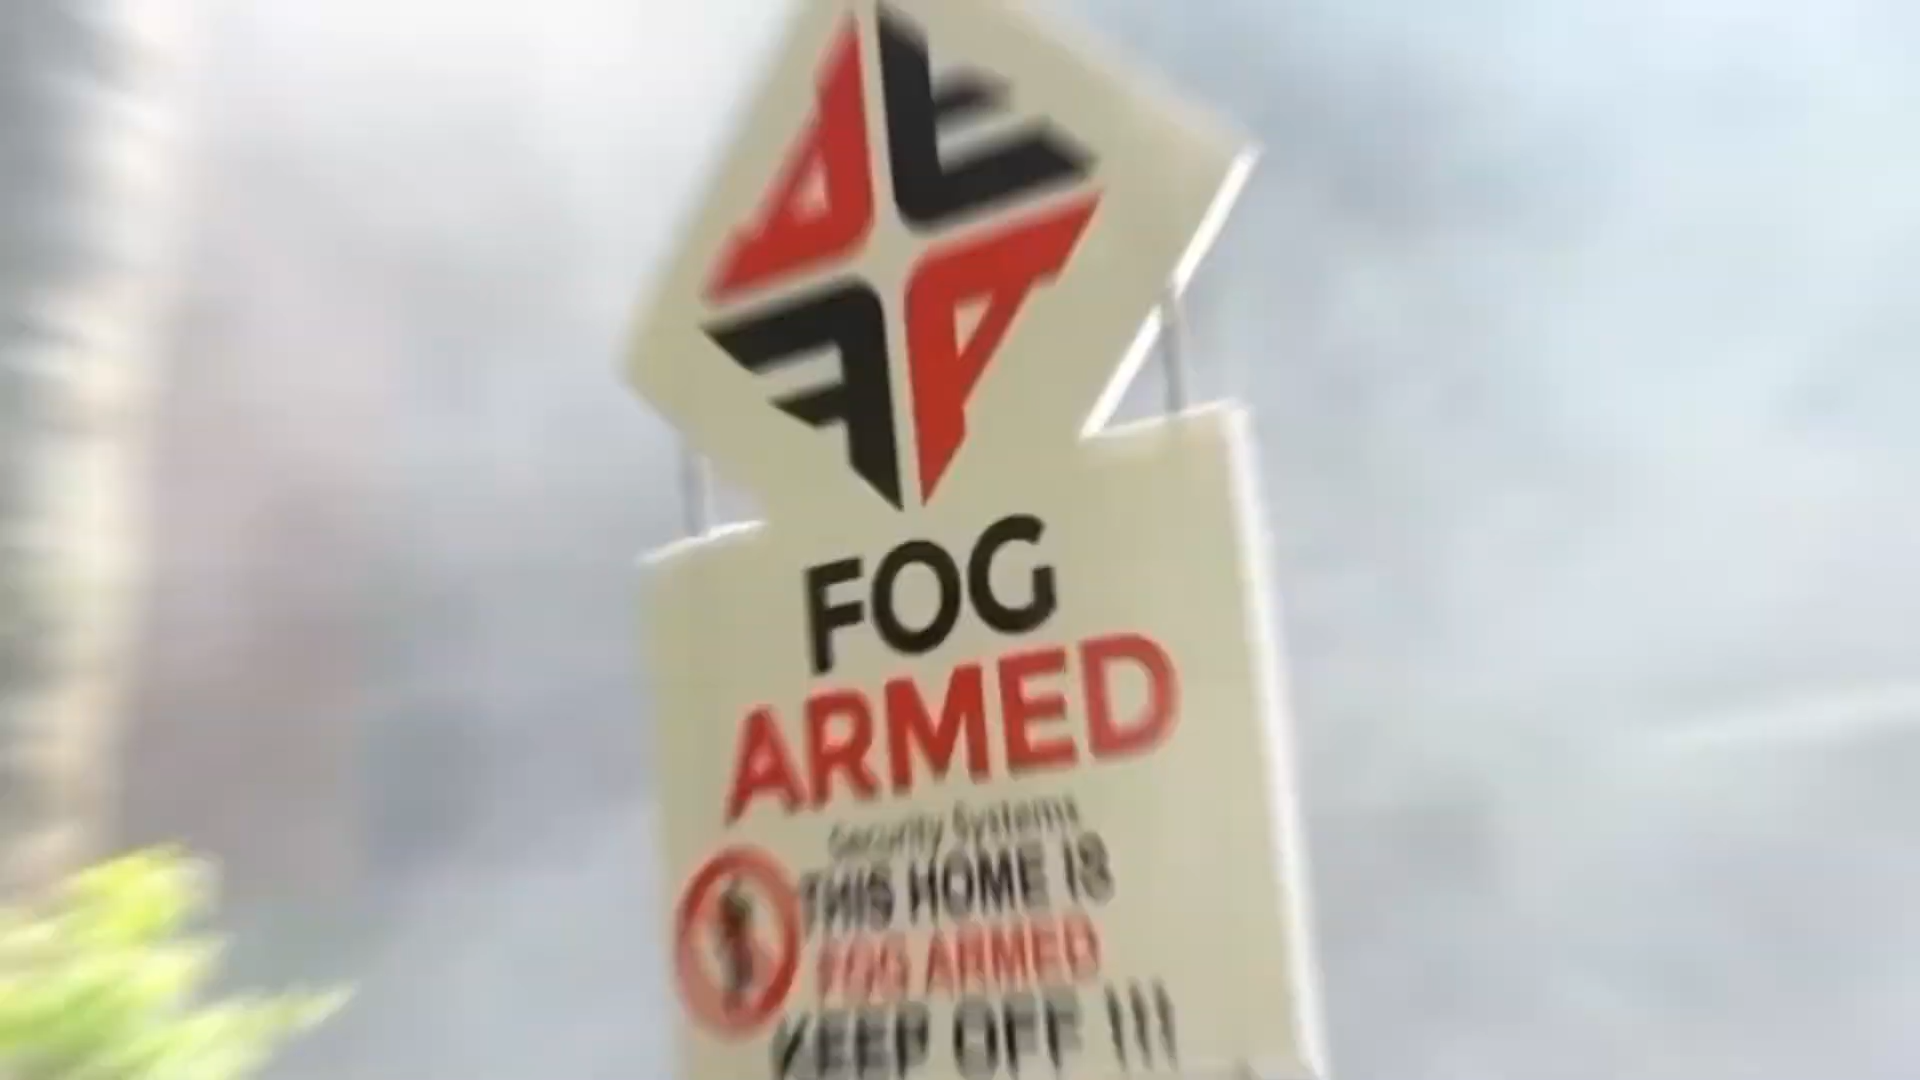 FOG
ARMED
Security Systems
THIS HOME IS
FOG ARMED
KEEP OFF !!!